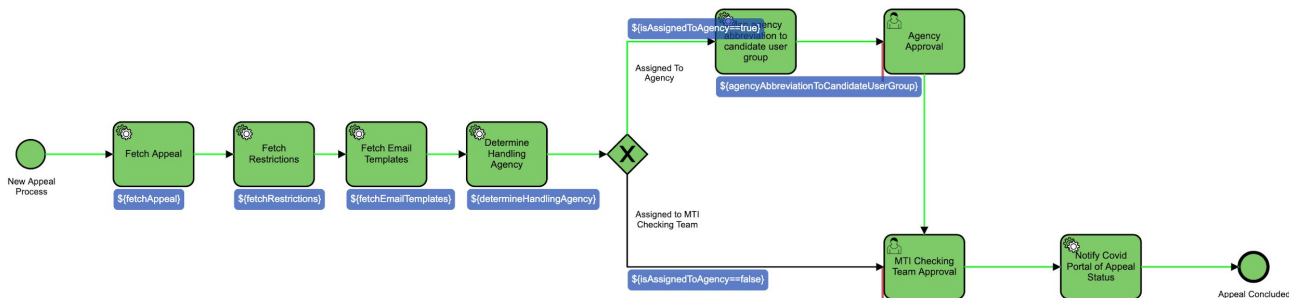 ${isAssignedToAgency==true}
agency
abbreviation to
candidate user
group
Agency
Approval
Assigned To
Agency
${agencyAbbreviationToCandidateUserGroup}
Fetch Appeal
Fetch
Restrictions
Fetch Email
Templates
Determine
Handling
Agency
X
New Appeal
Process
${fetchAppeal}
${fetchRestrictions}
${fetchEmailTemplates}
${determineHandlingAgency}
Assigned to MTI
Checking Team
${isAssignedToAgency==false}
MTI Checking
Team Approval
Notify Covid
Portal of Appeal
Status
Appeal Concluded